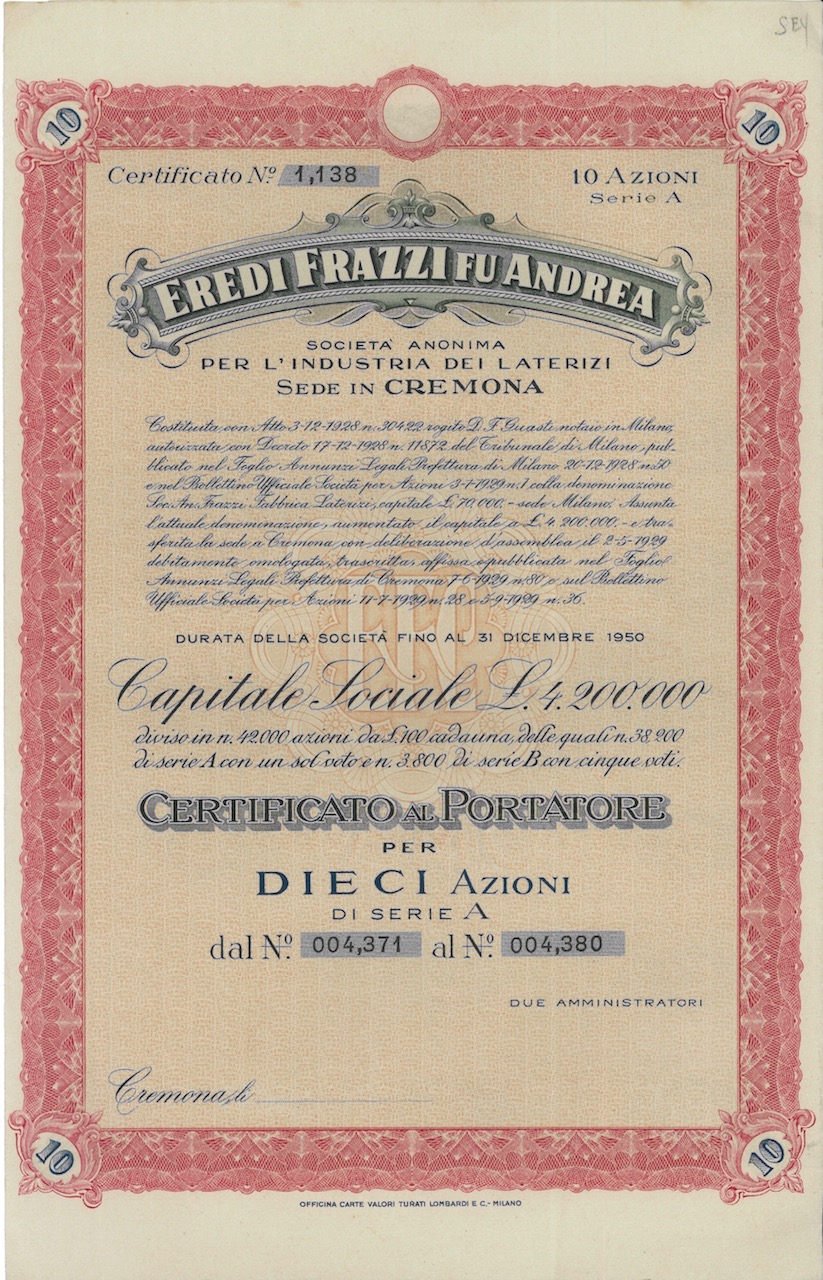 SEY
10
10
Certificato Nº 1,138
10 AZIONI
Serie A
EREDI FRAZZI FU ANDREA
SOCIETA' ANONIMA
PER L'INDUSTRIA DEI LATERIZI
SEDE IN CREMONA
Costituita con Atto 3-12-1928 n. 30422 rogito D. F. Guasti notaio in Milano,
autorizzata con Decreto 17-12-1928 n. 11872 del Tribunale di Milano, pub-
blicato nel Foglio Annunzi Legali Prefettura di Milano 20-12-1928 n. 50
e nel Bollettino Ufficiale Società per Azioni 3-1-1929 n. 1 colla denominazione
Soc. An. Frazzi Fabbrica Laterizi, capitale £. 70,000.- sede Milano. Assunta
l'attuale denominazione, aumentato il capitale a £. 4.200.000.- e tra-
sferita la sede a Cremona con deliberazione d'assemblea il 2-5-1929
debitamente omologata, trascritta, affissa e pubblicata nel Foglio
Annunzi Legali Prefettura di Cremona 7-6-1929 n. 80 e sul Bollettino
Ufficiale Società per Azioni 11-7-1929 n. 28 e 5-9-1929 n. 36.
DURATA DELLA SOCIETÀ FINO AL 31 DICEMBRE 1950
Capitale Sociale £. 4.200.000
diviso in n. 42.000 azioni da £. 100 cadauna, delle quali n. 38.200
di serie A con un sol voto e n. 3.800 di serie B con cinque voti.
CERTIFICATO AL PORTATORE
PER
DIECI AZIONI
DI SERIE A
dal Nº. 004,371 al Nº. 004,380
DUE AMMINISTRATORI
Cremona, li
10
10
OFFICINA CARTE VALORI TURATI LOMBARDI E C.- MILANO